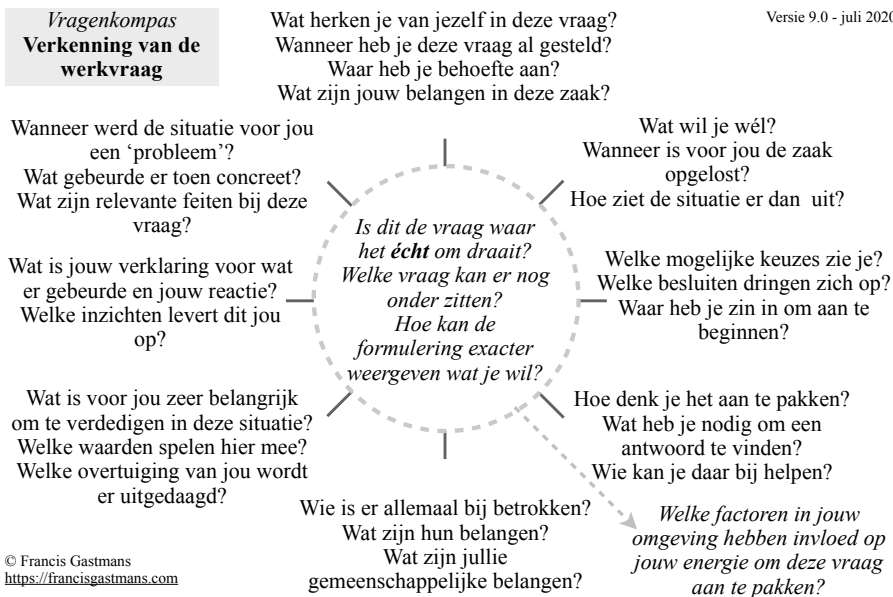 Vragenkompas
Verkenning van de
werkvraag
Wat herken je van jezelf in deze vraag?
Wanneer heb je deze vraag al gesteld?
Waar heb je behoefte aan?
Wat zijn jouw belangen in deze zaak?
Versie 9.0 - juli 2020
Wanneer werd de situatie voor jou
een ‘probleem’?
Wat gebeurde er toen concreet?
Wat zijn relevante feiten bij deze
vraag?
Wat wil je wél?
Wanneer is voor jou de zaak
opgelost?
Hoe ziet de situatie er dan uit?
Is dit de vraag waar
het écht om draait?
Welke vraag kan er nog
onder zitten?
Hoe kan de
formulering exacter
weergeven wat je wil?
Wat is jouw verklaring voor wat
er gebeurde en jouw reactie?
Welke inzichten levert dit jou
op?
Welke mogelijke keuzes zie je?
Welke besluiten dringen zich op?
Waar heb je zin in om aan te
beginnen?
Wat is voor jou zeer belangrijk
om te verdedigen in deze situatie?
Welke waarden spelen hier mee?
Welke overtuiging van jou wordt
er uitgedaagd?
Hoe denk je het aan te pakken?
Wat heb je nodig om een
antwoord te vinden?
Wie kan je daar bij helpen?
Wie is er allemaal bij betrokken?
Wat zijn hun belangen?
Wat zijn jullie
gemeenschappelijke belangen?
Welke factoren in jouw
omgeving hebben invloed op
jouw energie om deze vraag
aan te pakken?
© Francis Gastmans
https://francisgastmans.com